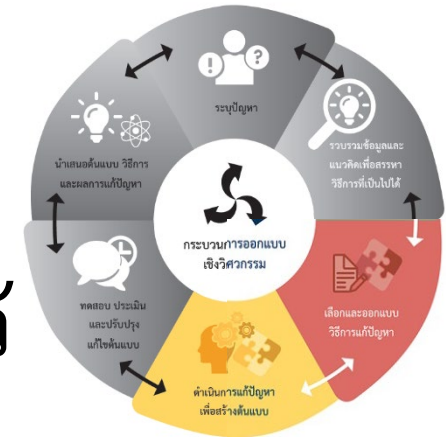 ระบุปัญหา
รวบรวมข้อมูลและ
แนวคิดเพื่อสรรหา
วิธีการที่เป็นไปได้
เลือกและออกแบบ
วิธีการแก้ปัญหา
ดำเนินการแก้ปัญหา
เพื่อสร้างต้นแบบ
ทดสอบ ประเมิน
และปรับปรุง
แก้ไขต้นแบบ
นำเสนอต้นแบบ วิธีการ
และผลการแก้ปัญหา
กระบวนการออกแบบ
เชิงวิศวกรรม